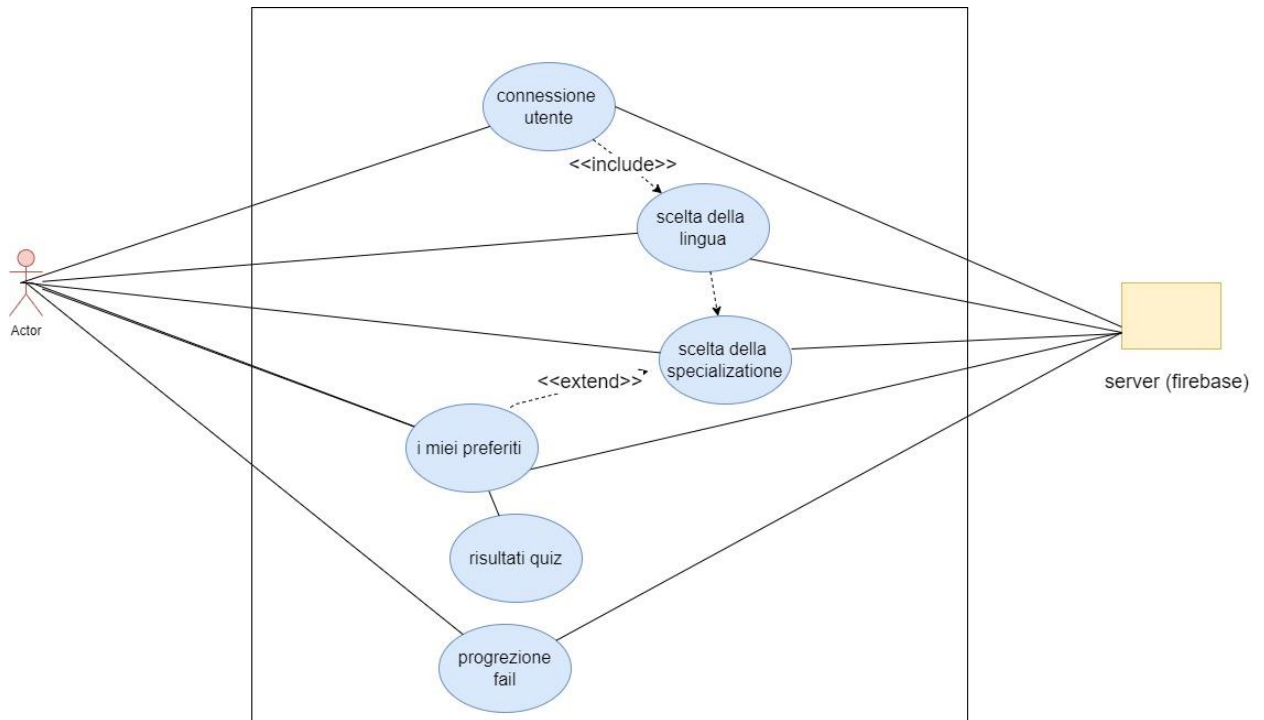 connessione
utente
<<include>>
scelta della
lingua
Actor
scelta della
specializatione
server (firebase)
<<extend>>
i miei preferiti
risultati quiz
progrezione
fail